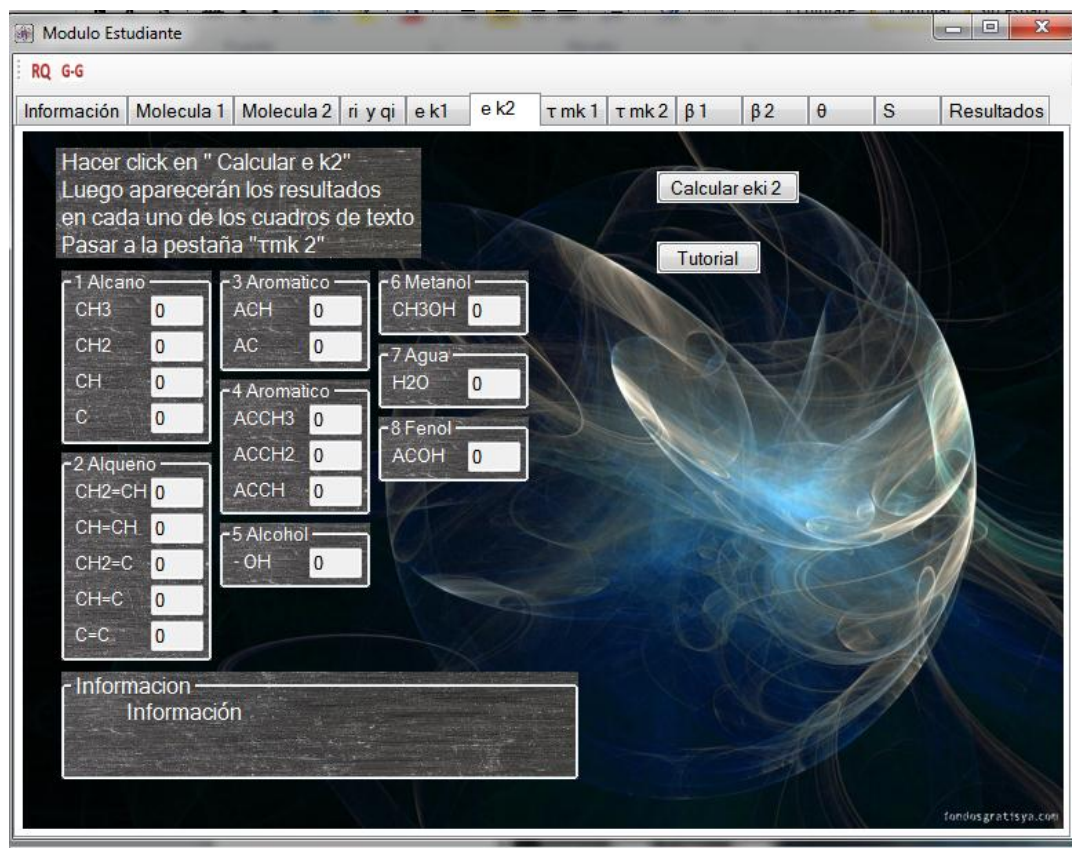 Modulo Estudiante
RQ G-G
Información Molecula 1 Molecula 2 ri y qi e k1 e k2 τ mk 1 τ mk 2 β 1 β 2 θ S Resultados
Hacer click en " Calcular e k2"
Luego aparecerán los resultados
en cada uno de los cuadros de texto
Pasar a la pestaña "τmk 2"
Calcular eki 2
Tutorial
1 Alcano
CH3 0
CH2 0
CH 0
C 0
2 Alqueno
CH2=CH 0
CH=CH 0
CH2=C 0
CH=C 0
C=C 0
3 Aromatico
ACH 0
AC 0
4 Aromatico
ACCH3 0
ACCH2 0
ACCH 0
5 Alcohol
- OH 0
6 Metanol
CH3OH 0
7 Agua
H2O 0
8 Fenol
ACOH 0
Informacion
Información
fondosgratisya.com